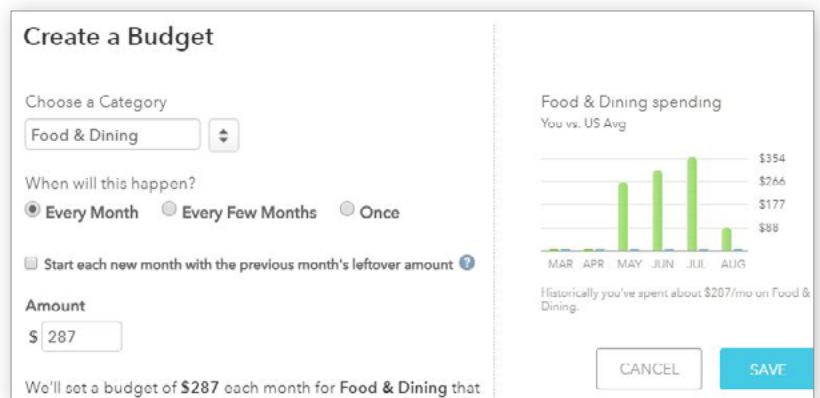 Create a Budget
Choose a Category
Food & Dining
When will this happen?
Every Month Every Few Months Once
Start each new month with the previous month's leftover amount ?
Amount
$ 287
We'll set a budget of $287 each month for Food & Dining that
Food & Dining spending
You vs. US Avg
$354
$266
$177
$88
MAR APR MAY JUN JUL AUG
Historically you've spent about $287/mo on Food &
Dining.
CANCEL SAVE